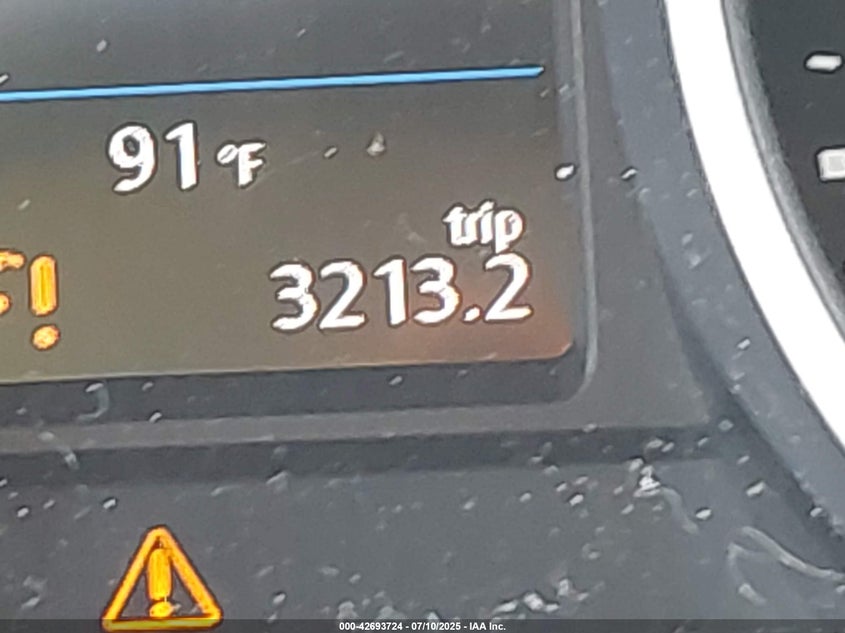 91 °F
trip
3213.2
000-42693724 - 07/10/2025 - IAA Inc.